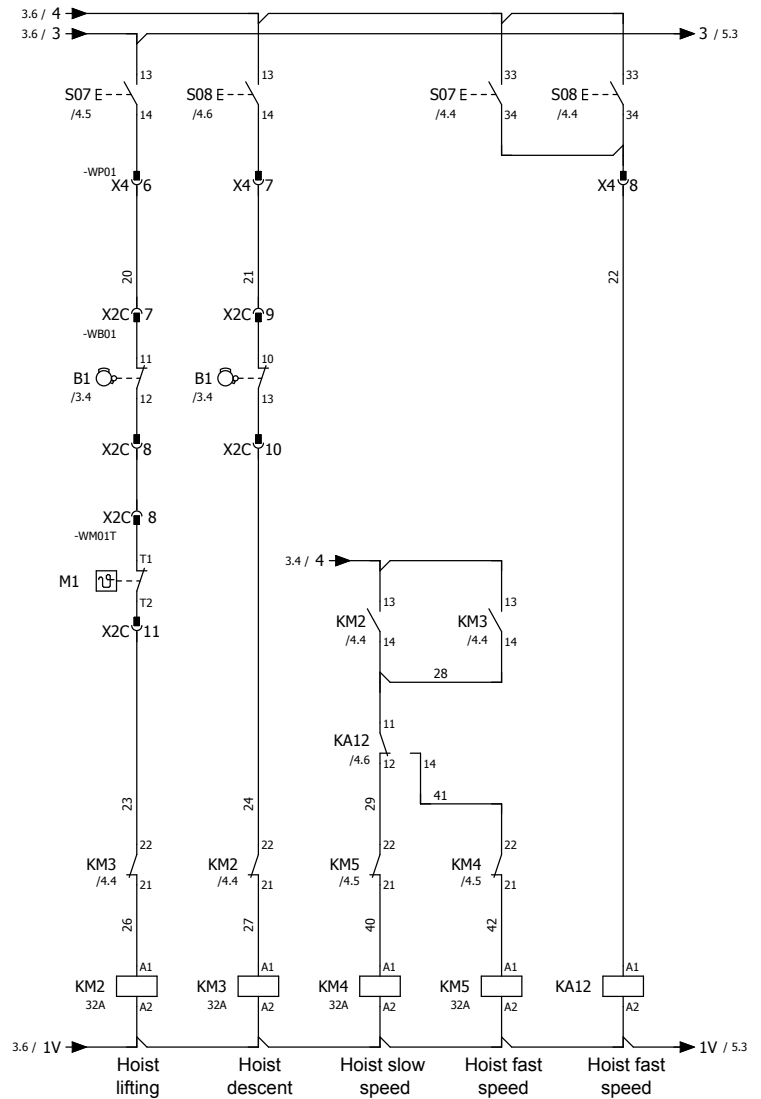 3.6 / 4
3.6 / 3
3 / 5.3
13
13
33
33
S07 E
S08 E
S07 E
S08 E
/4.5
14
/4.6
14
/4.4
34
/4.4
34
-WP01
X4 6
X4 7
X4 8
20
21
22
X2C 7
X2C 9
-WB01
11
10
B1
B1
/3.4
12
/3.4
13
X2C 8
X2C 10
X2C 8
-WM01T
T1
3.4 / 4
M1
ϑ
T2
13
13
X2C 11
KM2
KM3
/4.4
14
/4.4
14
28
11
KA12
/4.6
12
14
41
23
24
29
22
22
22
22
KM3
KM2
KM5
KM4
/4.4
21
/4.4
21
/4.5
21
/4.5
21
26
27
40
42
A1
A1
A1
A1
A1
KM2
KM3
KM4
KM5
KA12
32A
A2
32A
A2
32A
A2
32A
A2
A2
3.6 / 1V
1V / 5.3
Hoist
lifting
Hoist
descent
Hoist slow
speed
Hoist fast
speed
Hoist fast
speed